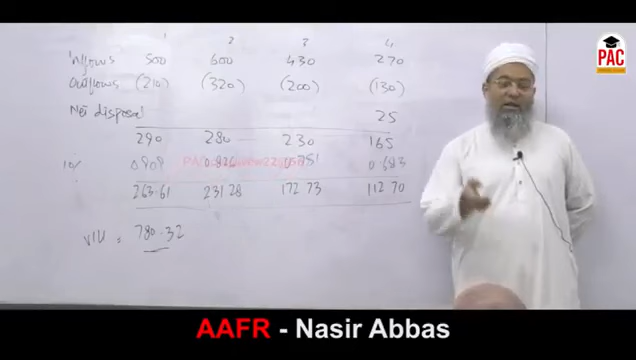 PAC
1 2 3 4
Inflows 500 600 430 270
Outflows (210) (320) (200) (130)
Net disposal 25
290 280 230 165
10% 0.909 0.826 0.751 0.683
263.61 231.28 172.73 112.70
VIU = 780.32
AAFR - Nasir Abbas